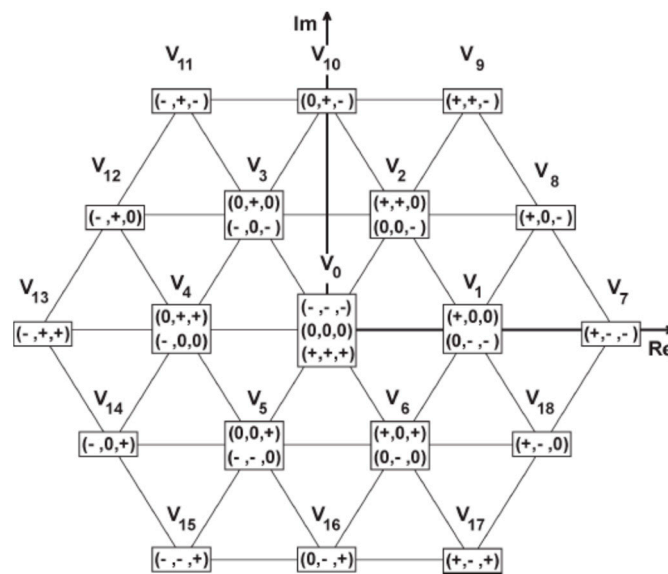 Im
V11 V10 V9
(- ,+,-) (0,+,-) (+,+,-)
V12 V3 V2 V8
(- ,+,0) (0,+,0) (+,+,0) (+,0,-)
(- ,0,-) (0,0,-)
V0
V13 V4 V1 V7
(- ,+,+) (0,+,+) (- ,- ,-) (+,0,0) (+,- ,-)
(- ,0,0) (0,0,0) (0,- ,-)
(+,+,+) Re
V14 V5 V6 V18
(- ,0,+) (0,0,+) (+,0,+) (+,- ,0)
(- ,- ,0) (0,- ,0)
V15 V16 V17
(- ,- ,+) (0,- ,+) (+,- ,+)